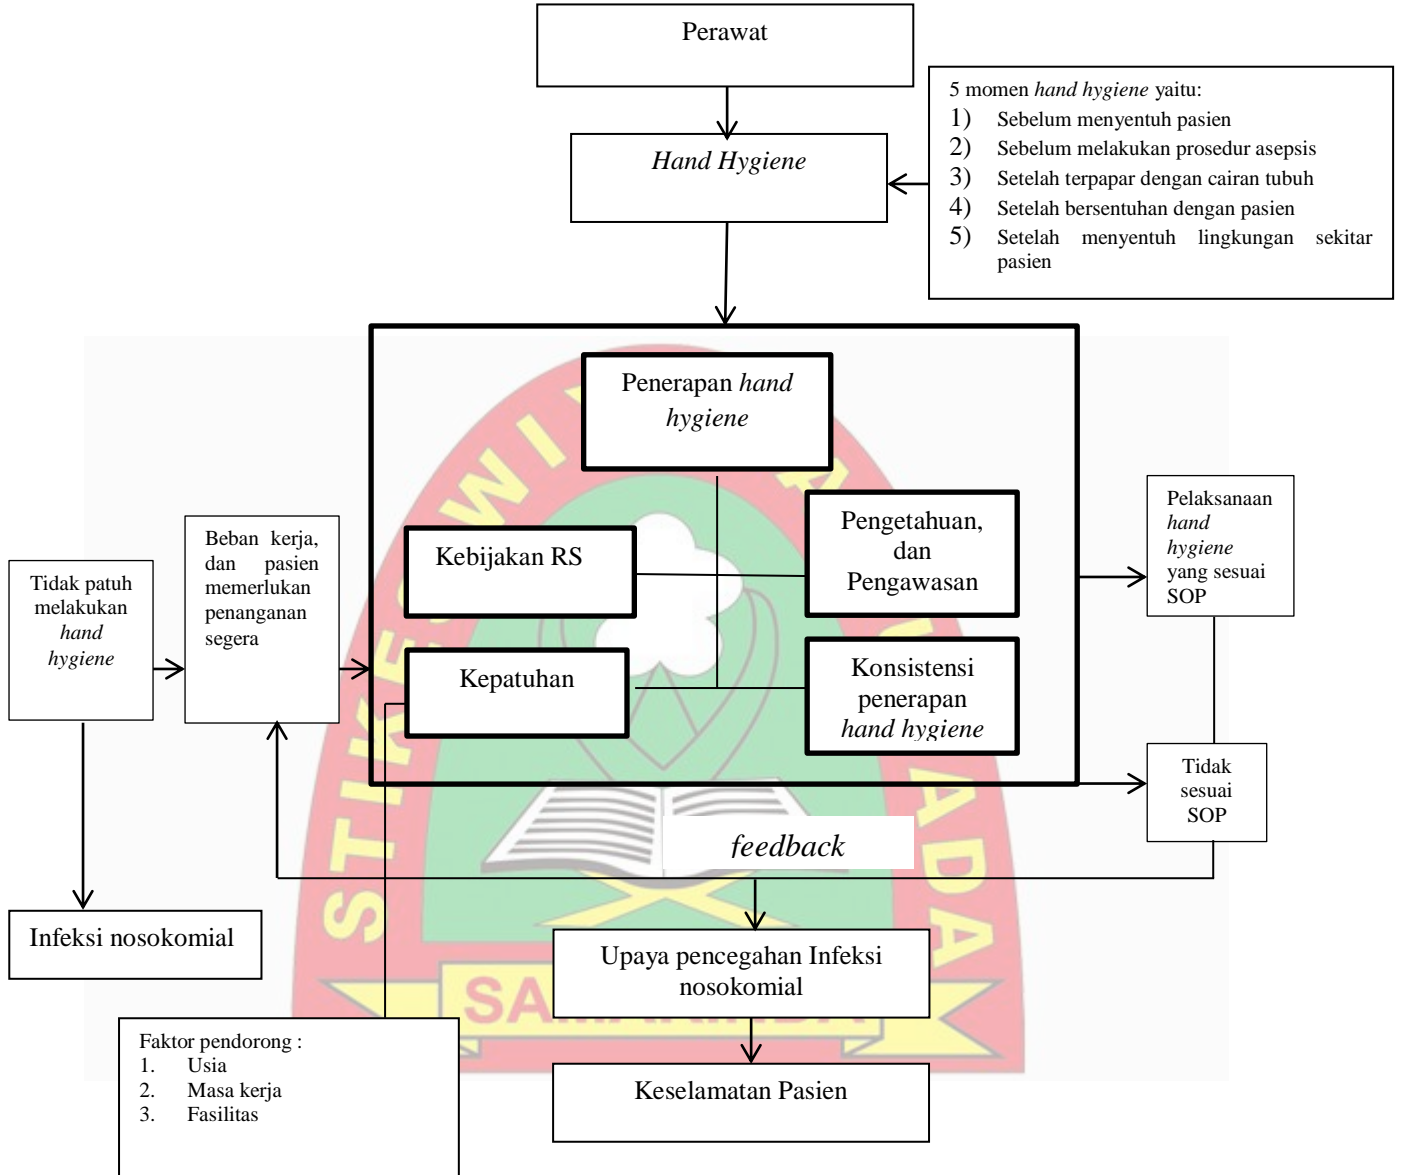 Perawat
5 momen hand hygiene yaitu:
1) Sebelum menyentuh pasien
2) Sebelum melakukan prosedur asepsis
3) Setelah terpapar dengan cairan tubuh
4) Setelah bersentuhan dengan pasien
5) Setelah menyentuh lingkungan sekitar
pasien
Hand Hygiene
Penerapan hand
hygiene
Kebijakan RS
Pengetahuan,
dan
Pengawasan
Kepatuhan
Konsistensi
penerapan
hand hygiene
Pelaksanaan
hand
hygiene
yang sesuai
SOP
Tidak
sesuai
SOP
Beban kerja,
dan pasien
memerlukan
penanganan
segera
Tidak patuh
melakukan
hand
hygiene
feedback
Infeksi nosokomial
Upaya pencegahan Infeksi
nosokomial
Keselamatan Pasien
Faktor pendorong :
1. Usia
2. Masa kerja
3. Fasilitas
STIKES WI
ADA